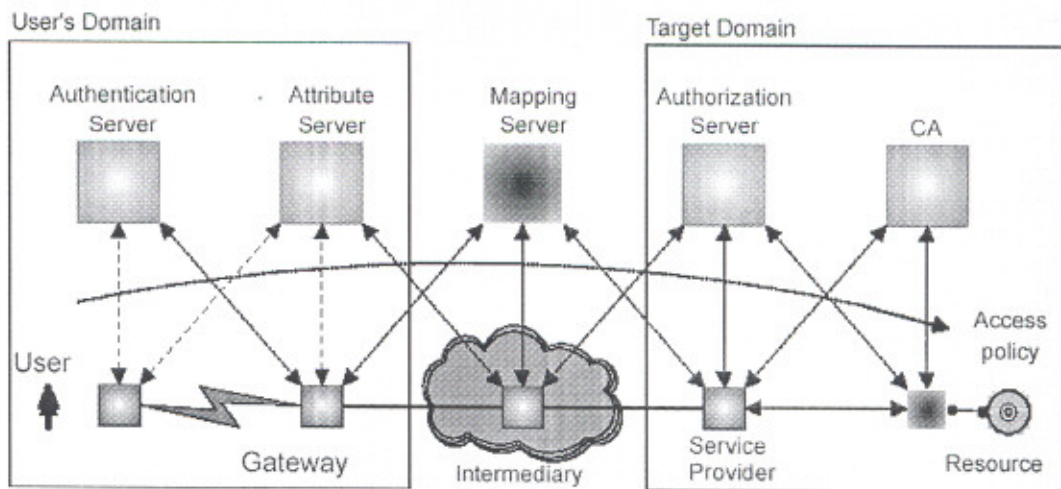 User's Domain
Target Domain
Authentication
Server
Attribute
Server
Mapping
Server
Authorization
Server
CA
User
Gateway
Intermediary
Service
Provider
Access
policy
Resource